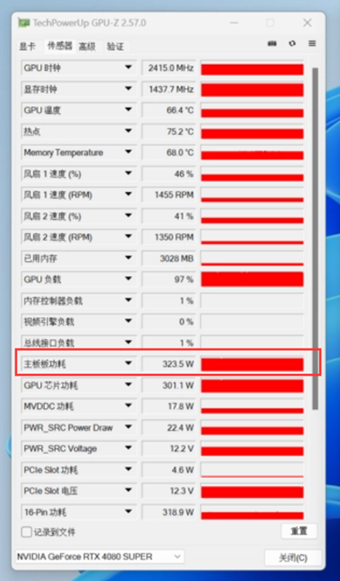 TechPowerUp GPU-Z 2.57.0
显卡 传感器 高级 验证
GPU 时钟 2415.0 MHz
显存时钟 1437.7 MHz
GPU 温度 66.4 °C
热点 75.2 °C
Memory Temperature 68.0 °C
风扇 1 速度 (%) 46 %
风扇 1 速度 (RPM) 1455 RPM
风扇 2 速度 (%) 41 %
风扇 2 速度 (RPM) 1350 RPM
已用内存 3028 MB
GPU 负载 97 %
内存控制器负载 1 %
视频引擎负载 0 %
总线接口负载 1 %
主板板功耗 323.5 W
GPU 芯片功耗 301.1 W
MVDDC 功耗 17.8 W
PWR_SRC Power Draw 22.4 W
PWR_SRC Voltage 12.2 V
PCIe Slot 功耗 4.6 W
PCIe Slot 电压 12.3 V
16-Pin 功耗 318.9 W
记录到文件 重置
NVIDIA GeForce RTX 4080 SUPER 关闭(C)